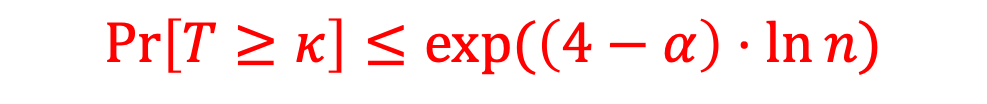 Pr[T ≥ κ] ≤ exp((4 − α) · ln n)